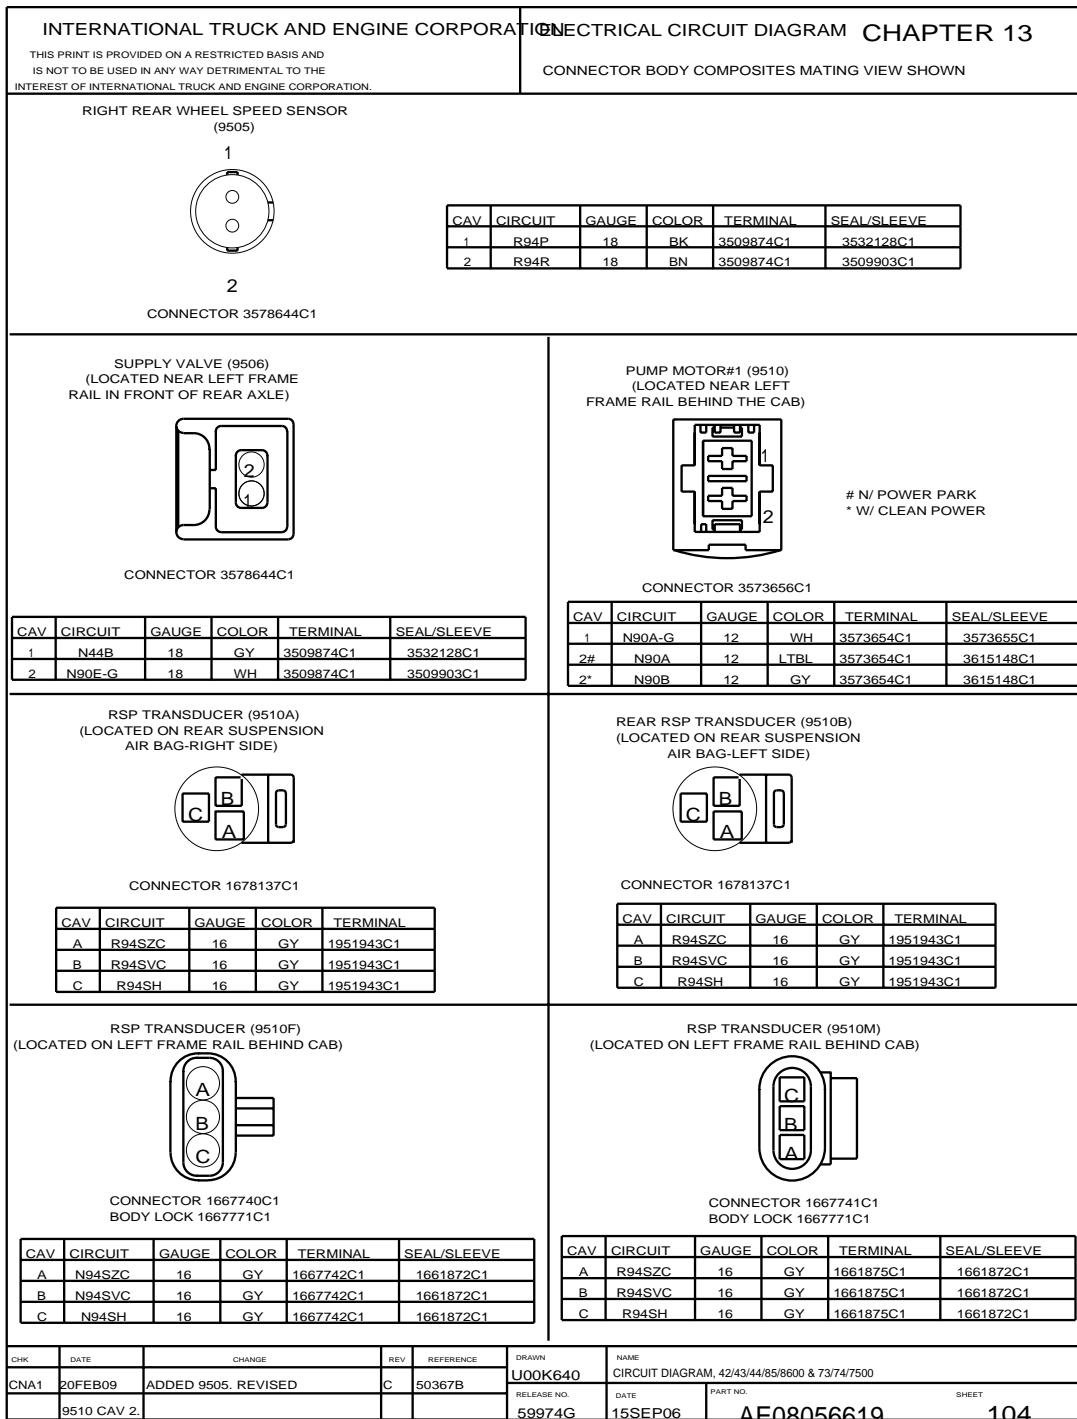 INTERNATIONAL TRUCK AND ENGINE CORPORATION
THIS PRINT IS PROVIDED ON A RESTRICTED BASIS AND
IS NOT TO BE USED IN ANY WAY DETRIMENTAL TO THE
INTEREST OF INTERNATIONAL TRUCK AND ENGINE CORPORATION.
ELECTRICAL CIRCUIT DIAGRAM CHAPTER 13
CONNECTOR BODY COMPOSITES MATING VIEW SHOWN
RIGHT REAR WHEEL SPEED SENSOR
(9505)
1
2
CONNECTOR 3578644C1
CAV CIRCUIT GAUGE COLOR TERMINAL SEAL/SLEEVE
1 R94P 18 BK 3509874C1 3532128C1
2 R94R 18 BN 3509874C1 3509903C1
SUPPLY VALVE (9506)
(LOCATED NEAR LEFT FRAME
RAIL IN FRONT OF REAR AXLE)
2
1
CONNECTOR 3578644C1
CAV CIRCUIT GAUGE COLOR TERMINAL SEAL/SLEEVE
1 N44B 18 GY 3509874C1 3532128C1
2 N90E-G 18 WH 3509874C1 3509903C1
PUMP MOTOR#1 (9510)
(LOCATED NEAR LEFT
FRAME RAIL BEHIND THE CAB)
1
2
# N/ POWER PARK
* W/ CLEAN POWER
CONNECTOR 3573656C1
CAV CIRCUIT GAUGE COLOR TERMINAL SEAL/SLEEVE
1 N90A-G 12 WH 3573654C1 3573655C1
2# N90A 12 LTBL 3573654C1 3615148C1
2* N90B 12 GY 3573654C1 3615148C1
RSP TRANSDUCER (9510A)
(LOCATED ON REAR SUSPENSION
AIR BAG-RIGHT SIDE)
B
C
A
CONNECTOR 1678137C1
CAV CIRCUIT GAUGE COLOR TERMINAL
A R94SZC 16 GY 1951943C1
B R94SVC 16 GY 1951943C1
C R94SH 16 GY 1951943C1
REAR RSP TRANSDUCER (9510B)
(LOCATED ON REAR SUSPENSION
AIR BAG-LEFT SIDE)
B
C
A
CONNECTOR 1678137C1
CAV CIRCUIT GAUGE COLOR TERMINAL
A R94SZC 16 GY 1951943C1
B R94SVC 16 GY 1951943C1
C R94SH 16 GY 1951943C1
RSP TRANSDUCER (9510F)
(LOCATED ON LEFT FRAME RAIL BEHIND CAB)
A
B
C
CONNECTOR 1667740C1
BODY LOCK 1667771C1
CAV CIRCUIT GAUGE COLOR TERMINAL SEAL/SLEEVE
A N94SZC 16 GY 1667742C1 1661872C1
B N94SVC 16 GY 1667742C1 1661872C1
C N94SH 16 GY 1667742C1 1661872C1
RSP TRANSDUCER (9510M)
(LOCATED ON LEFT FRAME RAIL BEHIND CAB)
C
B
A
CONNECTOR 1667741C1
BODY LOCK 1667771C1
CAV CIRCUIT GAUGE COLOR TERMINAL SEAL/SLEEVE
A R94SZC 16 GY 1661875C1 1661872C1
B R94SVC 16 GY 1661875C1 1661872C1
C R94SH 16 GY 1661875C1 1661872C1
CHK DATE CHANGE REV REFERENCE
CNA1 20FEB09 ADDED 9505. REVISED C 50367B
9510 CAV 2.
DRAWN
U00K640
NAME
CIRCUIT DIAGRAM, 42/43/44/85/8600 & 73/74/7500
RELEASE NO. DATE PART NO. SHEET
59974G 15SEP06 AE08056619 104